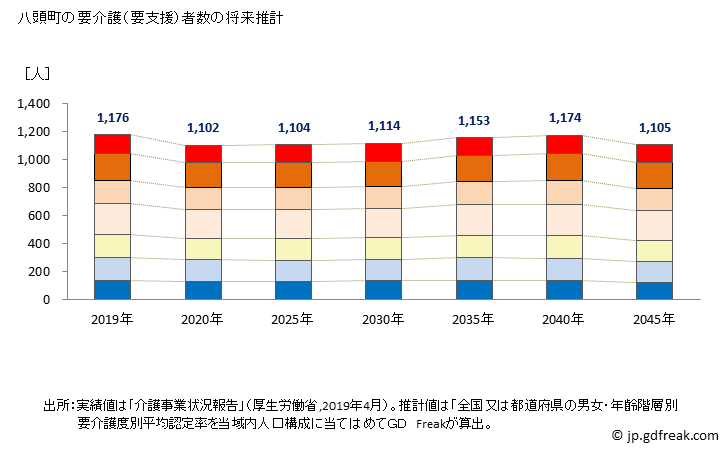 八頭町の要介護(要支援)者数の将来推計
[人]
1,400
1,200
1,000
800
600
400
200
0
1,176
1,102
1,104
1,114
1,153
1,174
1,105
2019年
2020年
2025年
2030年
2035年
2040年
2045年
出所:実績値は「介護事業状況報告」(厚生労働省,2019年4月)。推計値は「全国又は都道府県の男女・年齢階層別
要介護度別平均認定率を当域内人口構成に当てはめてGD Freakが算出。
© jp.gdfreak.com